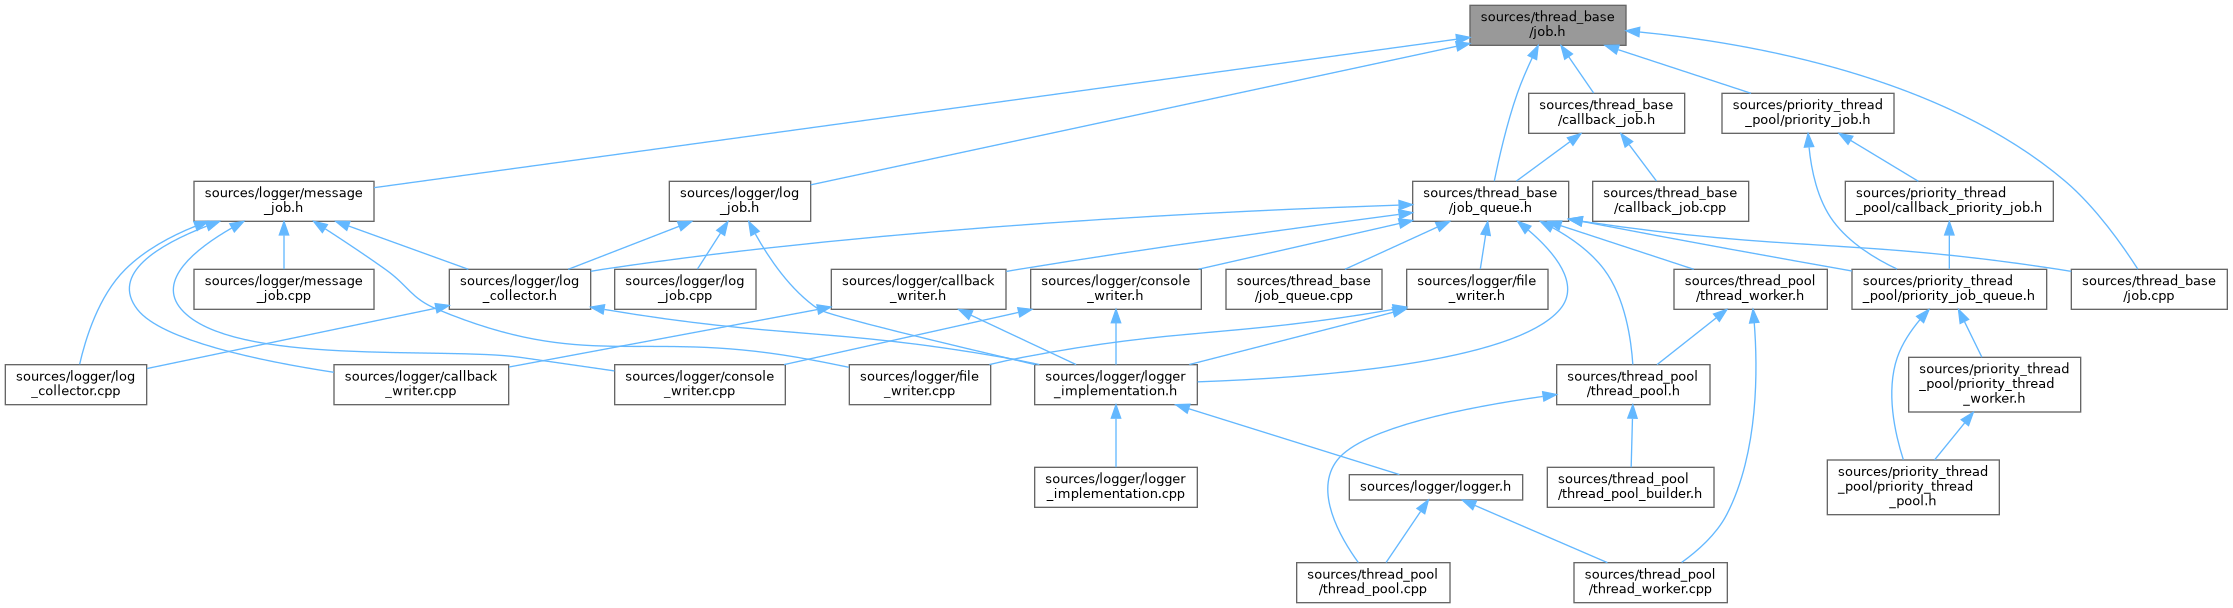 sources/thread_base
/job.h
sources/thread_base
/callback_job.h
sources/priority_thread
_pool/priority_job.h
sources/logger/message
_job.h
sources/logger/log
_job.h
sources/thread_base
/job_queue.h
sources/thread_base
/callback_job.cpp
sources/priority_thread
_pool/callback_priority_job.h
sources/logger/message
_job.cpp
sources/logger/log
_collector.h
sources/logger/log
_job.cpp
sources/logger/callback
_writer.h
sources/logger/console
_writer.h
sources/thread_base
/job_queue.cpp
sources/logger/file
_writer.h
sources/thread_pool
/thread_worker.h
sources/priority_thread
_pool/priority_job_queue.h
sources/thread_base
/job.cpp
sources/logger/log
_collector.cpp
sources/logger/callback
_writer.cpp
sources/logger/console
_writer.cpp
sources/logger/file
_writer.cpp
sources/logger/logger
_implementation.h
sources/thread_pool
/thread_pool.h
sources/priority_thread
_pool/priority_thread
_worker.h
sources/logger/logger
_implementation.cpp
sources/logger/logger.h
sources/thread_pool
/thread_pool_builder.h
sources/priority_thread
_pool/priority_thread
_pool.h
sources/thread_pool
/thread_pool.cpp
sources/thread_pool
/thread_worker.cpp